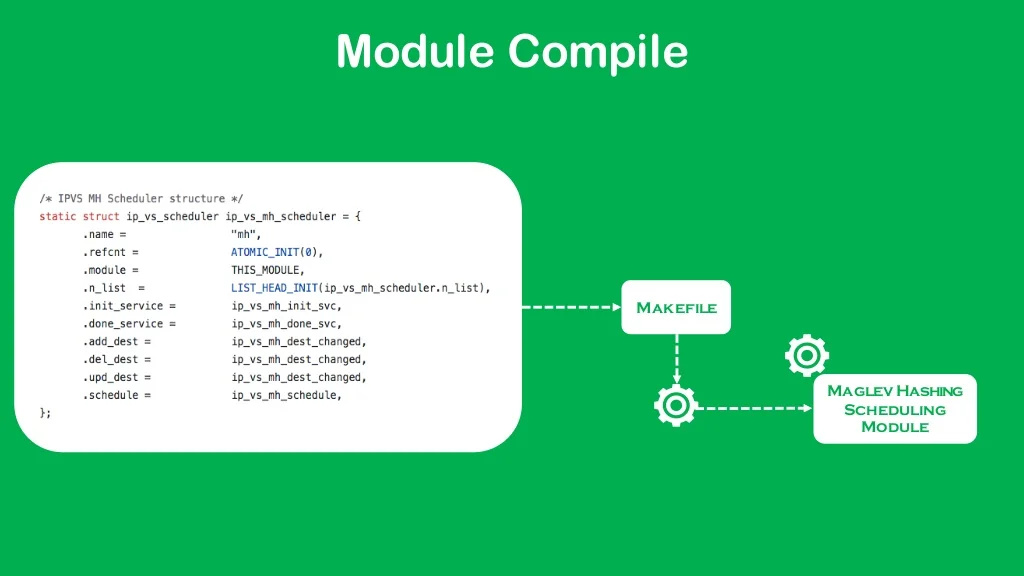 Module Compile
/* IPVS MH Scheduler structure */
static struct ip_vs_scheduler ip_vs_mh_scheduler = {
.name = "mh",
.refcnt = ATOMIC_INIT(0),
.module = THIS_MODULE,
.n_list = LIST_HEAD_INIT(ip_vs_mh_scheduler.n_list),
.init_service = ip_vs_mh_init_svc,
.done_service = ip_vs_mh_done_svc,
.add_dest = ip_vs_mh_dest_changed,
.del_dest = ip_vs_mh_dest_changed,
.upd_dest = ip_vs_mh_dest_changed,
.schedule = ip_vs_mh_schedule,
};
Makefile
Maglev Hashing
Scheduling
Module